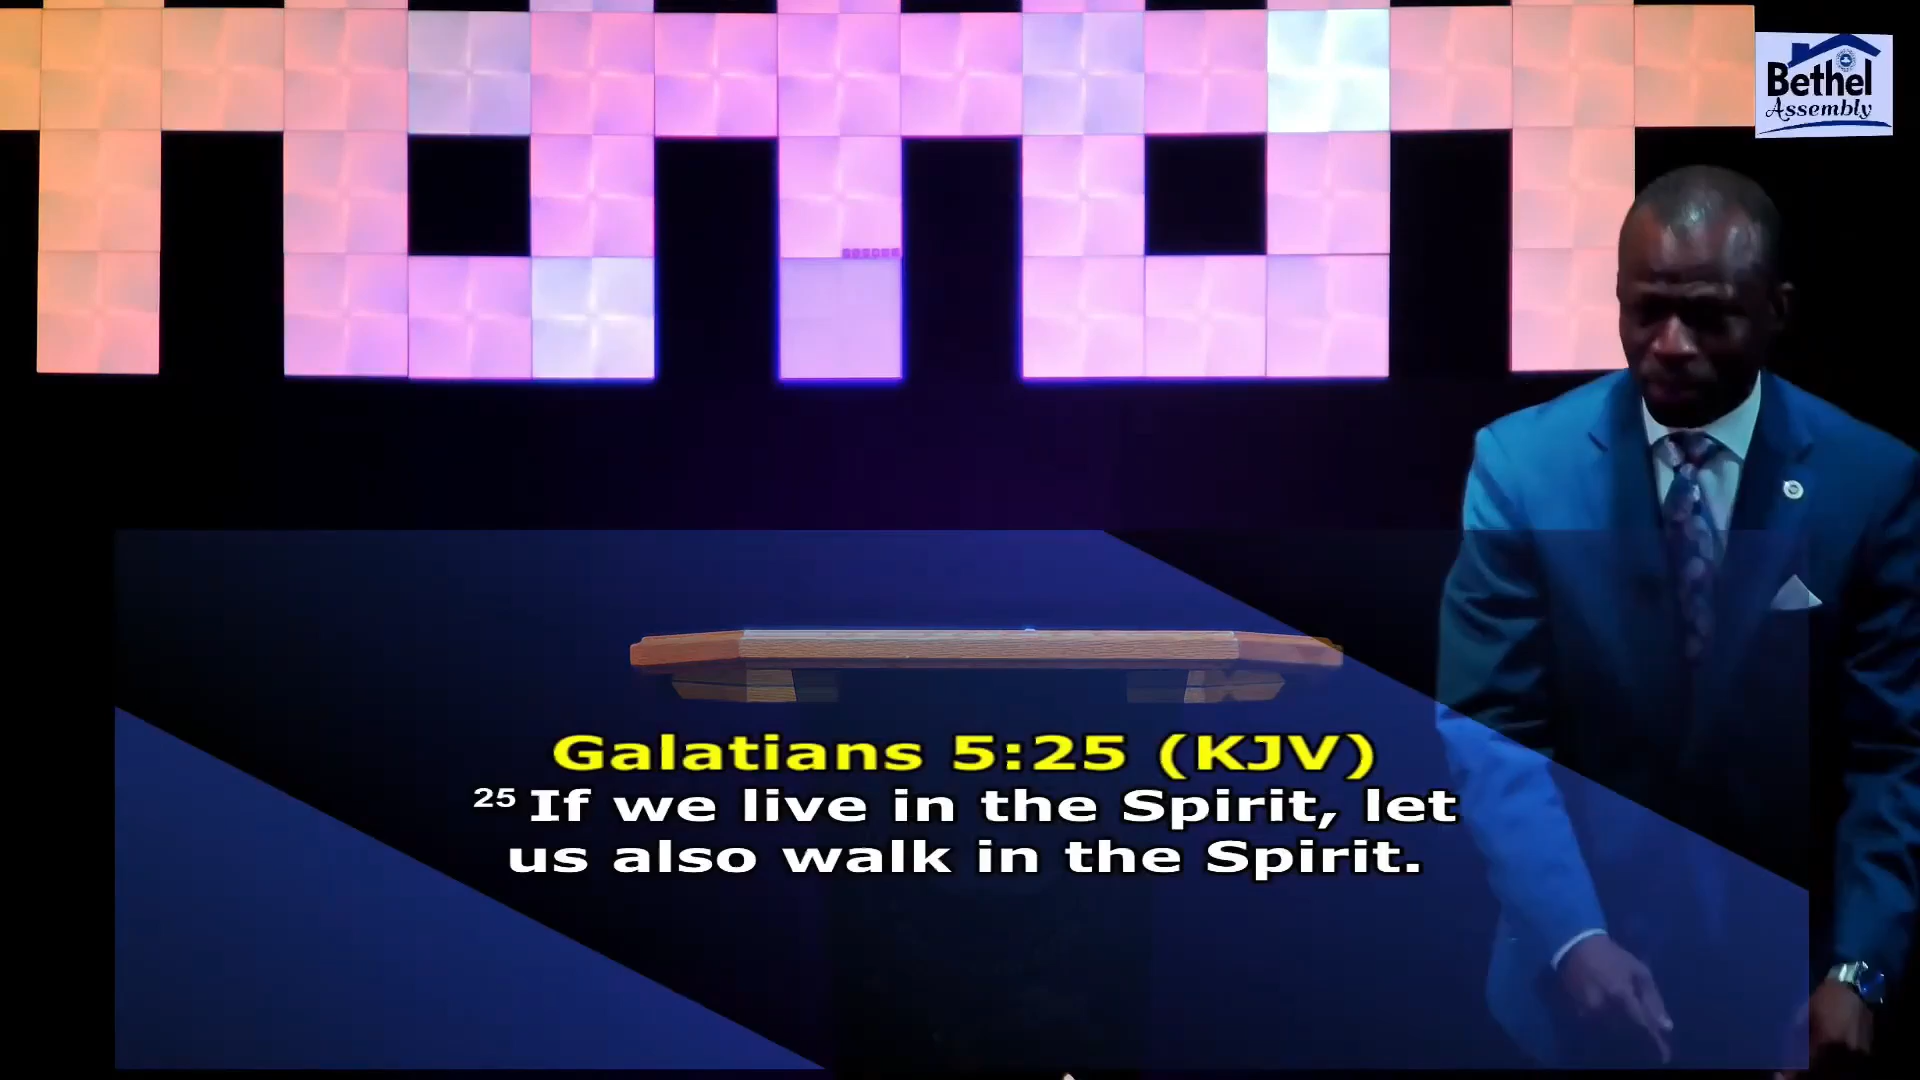 Bethel
Assembly
Galatians 5:25 (KJV)
25 If we live in the Spirit, let
us also walk in the Spirit.